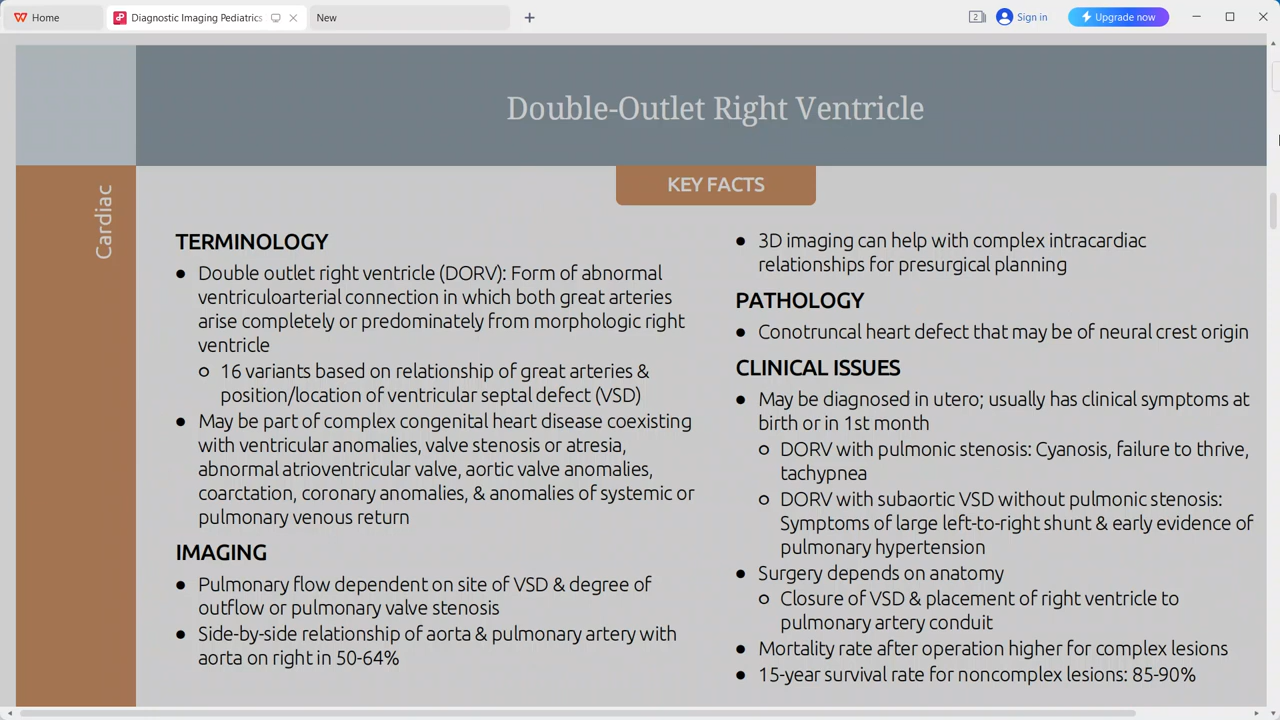 Home
Diagnostic Imaging Pediatrics
New
2
Sign in
Upgrade now
Double-Outlet Right Ventricle
Cardiac
KEY FACTS
TERMINOLOGY
● Double outlet right ventricle (DORV): Form of abnormal
ventriculoarterial connection in which both great arteries
arise completely or predominately from morphologic right
ventricle
○ 16 variants based on relationship of great arteries &
position/location of ventricular septal defect (VSD)
● May be part of complex congenital heart disease coexisting
with ventricular anomalies, valve stenosis or atresia,
abnormal atrioventricular valve, aortic valve anomalies,
coarctation, coronary anomalies, & anomalies of systemic or
pulmonary venous return
IMAGING
● Pulmonary flow dependent on site of VSD & degree of
outflow or pulmonary valve stenosis
● Side-by-side relationship of aorta & pulmonary artery with
aorta on right in 50-64%
● 3D imaging can help with complex intracardiac
relationships for presurgical planning
PATHOLOGY
● Conotruncal heart defect that may be of neural crest origin
CLINICAL ISSUES
● May be diagnosed in utero; usually has clinical symptoms at
birth or in 1st month
○ DORV with pulmonic stenosis: Cyanosis, failure to thrive,
tachypnea
○ DORV with subaortic VSD without pulmonic stenosis:
Symptoms of large left-to-right shunt & early evidence of
pulmonary hypertension
● Surgery depends on anatomy
○ Closure of VSD & placement of right ventricle to
pulmonary artery conduit
● Mortality rate after operation higher for complex lesions
● 15-year survival rate for noncomplex lesions: 85-90%